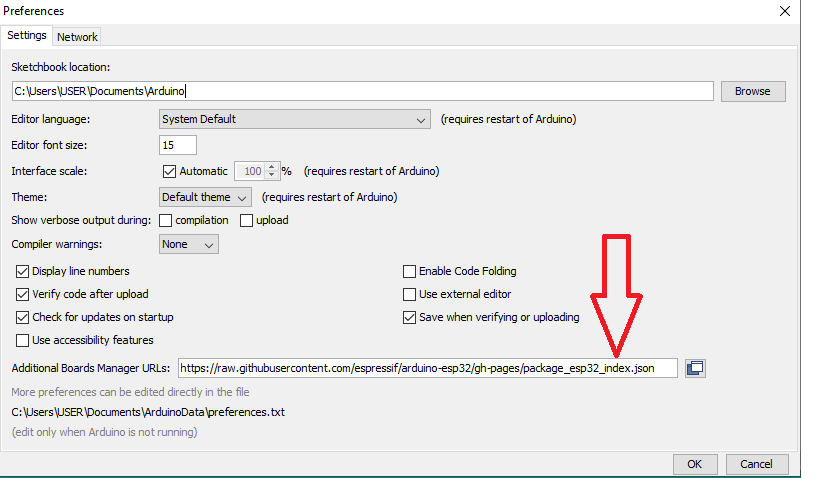 Preferences
Settings Network
Sketchbook location:
C:\Users\USER\Documents\Arduino Browse
Editor language: System Default (requires restart of Arduino)
Editor font size: 15
Interface scale: Automatic 100 % (requires restart of Arduino)
Theme: Default theme (requires restart of Arduino)
Show verbose output during: compilation upload
Compiler warnings: None
Display line numbers Enable Code Folding
Verify code after upload Use external editor
Check for updates on startup Save when verifying or uploading
Use accessibility features
Additional Boards Manager URLs: https://raw.githubusercontent.com/espressif/arduino-esp32/gh-pages/package_esp32_index.json
More preferences can be edited directly in the file
C:\Users\USER\Documents\ArduinoData\preferences.txt
(edit only when Arduino is not running)
OK Cancel